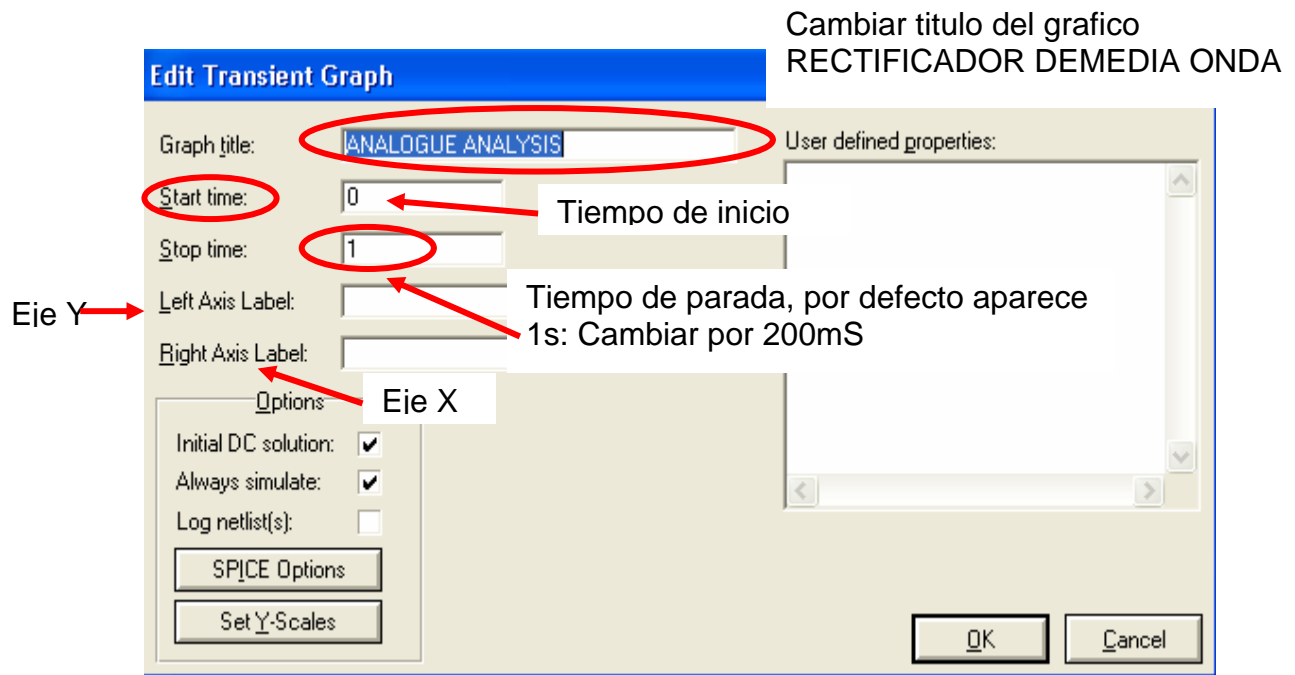 Cambiar titulo del grafico
RECTIFICADOR DEMEDIA ONDA
Edit Transient Graph
Graph title:
ANALOGUE ANALYSIS
User defined properties:
Start time:
0
Tiempo de inicio
Stop time:
1
Tiempo de parada, por defecto aparece
1s: Cambiar por 200mS
Eje Y
Left Axis Label:
Right Axis Label:
Eje X
Options
Initial DC solution:
Always simulate:
Log netlist(s):
SPICE Options
Set Y-Scales
OK
Cancel